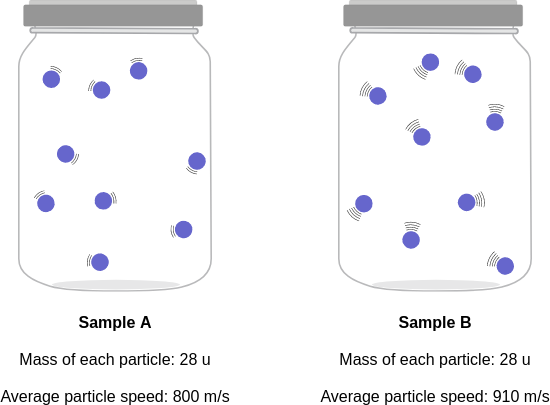 Sample A
Mass of each particle: 28 u
Average particle speed: 800 m/s
Sample B
Mass of each particle: 28 u
Average particle speed: 910 m/s